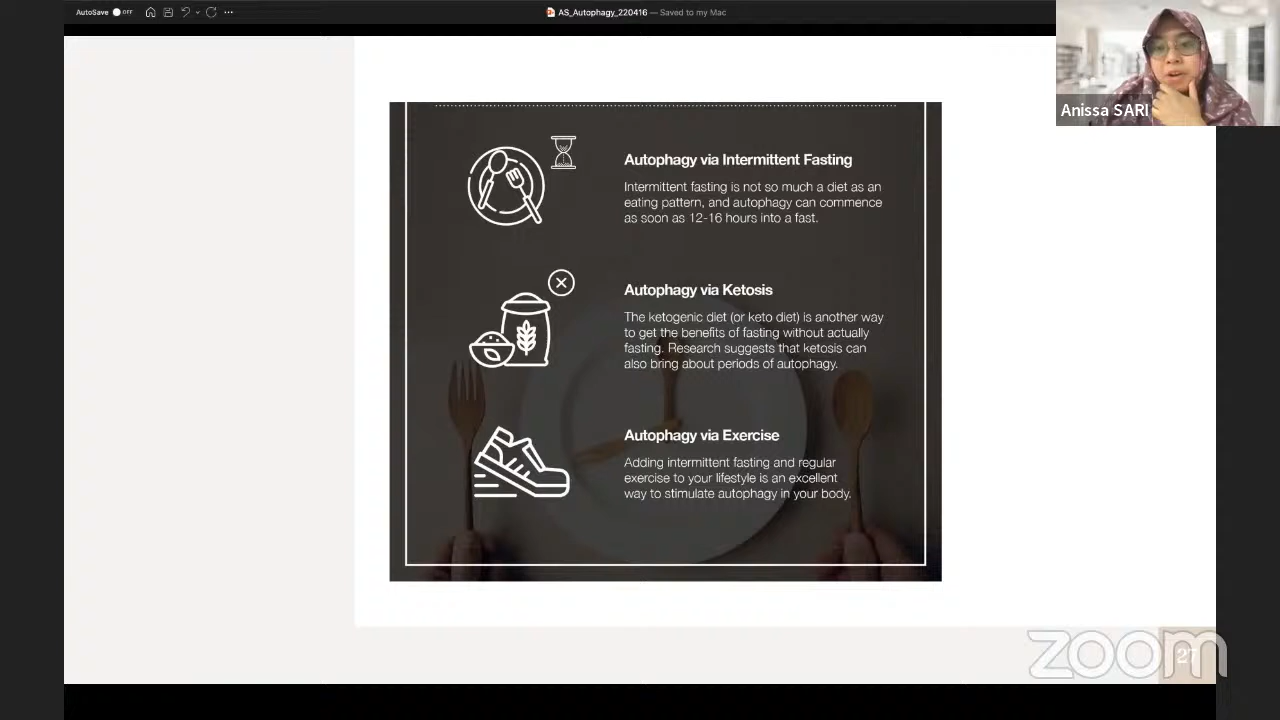 AutoSave OFF
AS_Autophagy_220416 — Saved to my Mac
Anissa SARI
Autophagy via Intermittent Fasting
Intermittent fasting is not so much a diet as an
eating pattern, and autophagy can commence
as soon as 12-16 hours into a fast.
Autophagy via Ketosis
The ketogenic diet (or keto diet) is another way
to get the benefits of fasting without actually
fasting. Research suggests that ketosis can
also bring about periods of autophagy.
Autophagy via Exercise
Adding intermittent fasting and regular
exercise to your lifestyle is an excellent
way to stimulate autophagy in your body.
zoom
27